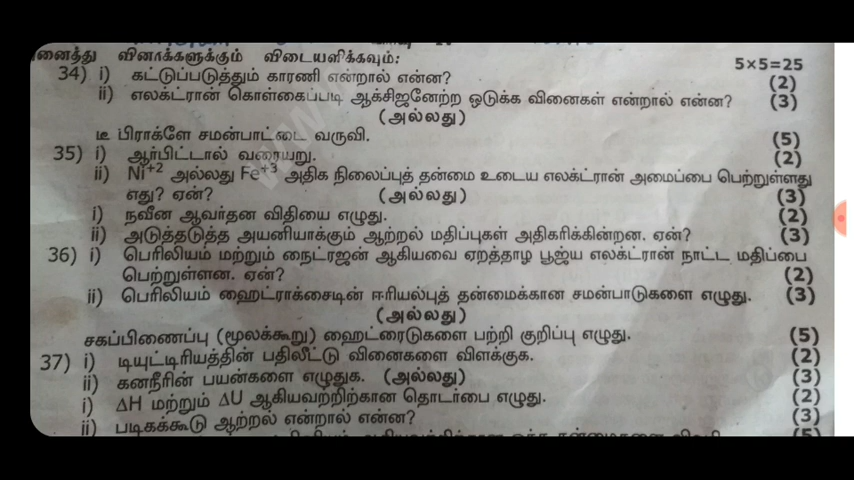 வினாக்களுக்கும் விடையளிக்கவும்: 5×5=25
34) i) கட்டுப்படுத்தும் காரணி என்றால் என்ன? (2)
ii) எலக்ட்ரான் கொள்கைப்படி ஆக்சிஜனேற்ற ஒடுக்க வினைகள் என்றால் என்ன? (3)
(அல்லது)
டீ பிராக்ளே சமன்பாட்டை வருவி. (5)
35) i) ஆர்பிட்டால் வரையறு. (2)
ii) Ni+2 அல்லது Fe+3 அதிக நிலைப்புத் தன்மை உடைய எலக்ட்ரான் அமைப்பை பெற்றுள்ளது
எது? ஏன்? (அல்லது) (3)
i) நவீன ஆவர்தன விதியை எழுது. (2)
ii) அடுத்தடுத்த அயனியாக்கும் ஆற்றல் மதிப்புகள் அதிகரிக்கின்றன. ஏன்? (3)
36) i) பெரிலியம் மற்றும் நைட்ரஜன் ஆகியவை ஏறத்தாழ பூஜ்ய எலக்ட்ரான் நாட்ட மதிப்பை
பெற்றுள்ளன. ஏன்? (2)
ii) பெரிலியம் ஹைட்ராக்சைடின் ஈரியல்புத் தன்மைக்கான சமன்பாடுகளை எழுது. (3)
(அல்லது)
சகப்பிணைப்பு (மூலக்கூறு) ஹைட்ரைடுகளை பற்றி குறிப்பு எழுது. (5)
37) i) டியுட்டிரியத்தின் பதிலீட்டு வினைகளை விளக்குக. (2)
ii) கனநீரின் பயன்களை எழுதுக. (அல்லது) (3)
i) ΔH மற்றும் ΔU ஆகியவற்றிற்கான தொடர்பை எழுது. (2)
ii) படிகக்கூடு ஆற்றல் என்றால் என்ன? (3)
(5)